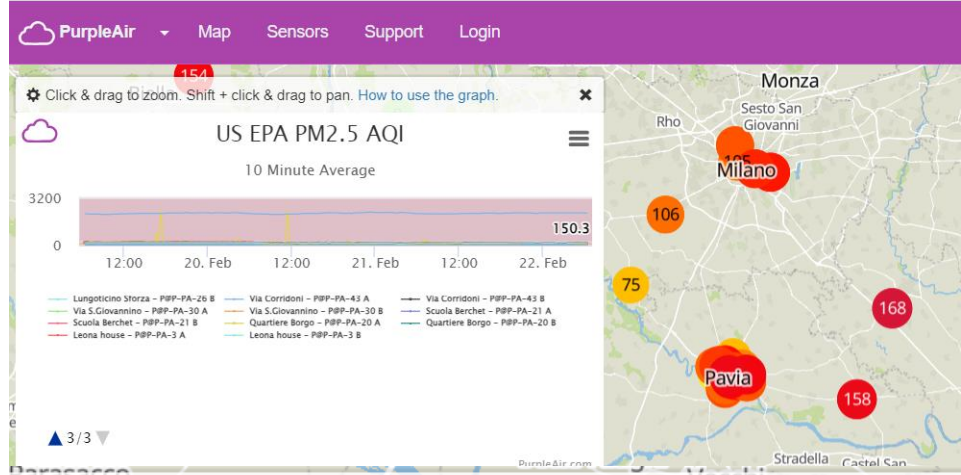 PurpleAir Map Sensors Support Login
154
Click & drag to zoom. Shift + click & drag to pan. How to use the graph.
US EPA PM2.5 AQI
10 Minute Average
3200
150.3
0
12:00 20. Feb 12:00 21. Feb 12:00 22. Feb
Lungoticino Sforza - P@P-PA-26 B Via Corridoni - P@P-PA-43 A Via Corridoni - P@P-PA-43 B
Via S.Giovannino - P@P-PA-30 A Via S.Giovannino - P@P-PA-30 B Scuola Berchet - P@P-PA-21 A
Scuola Berchet - P@P-PA-21 B Quartiere Borgo - P@P-PA-20 A Quartiere Borgo - P@P-PA-20 B
Leona house - P@P-PA-3 A Leona house - P@P-PA-3 B
3/3
PurpleAir.com
Monza
Sesto San
Giovanni
Rho
Milano
106
75
168
Pavia
158
Stradella Castel San